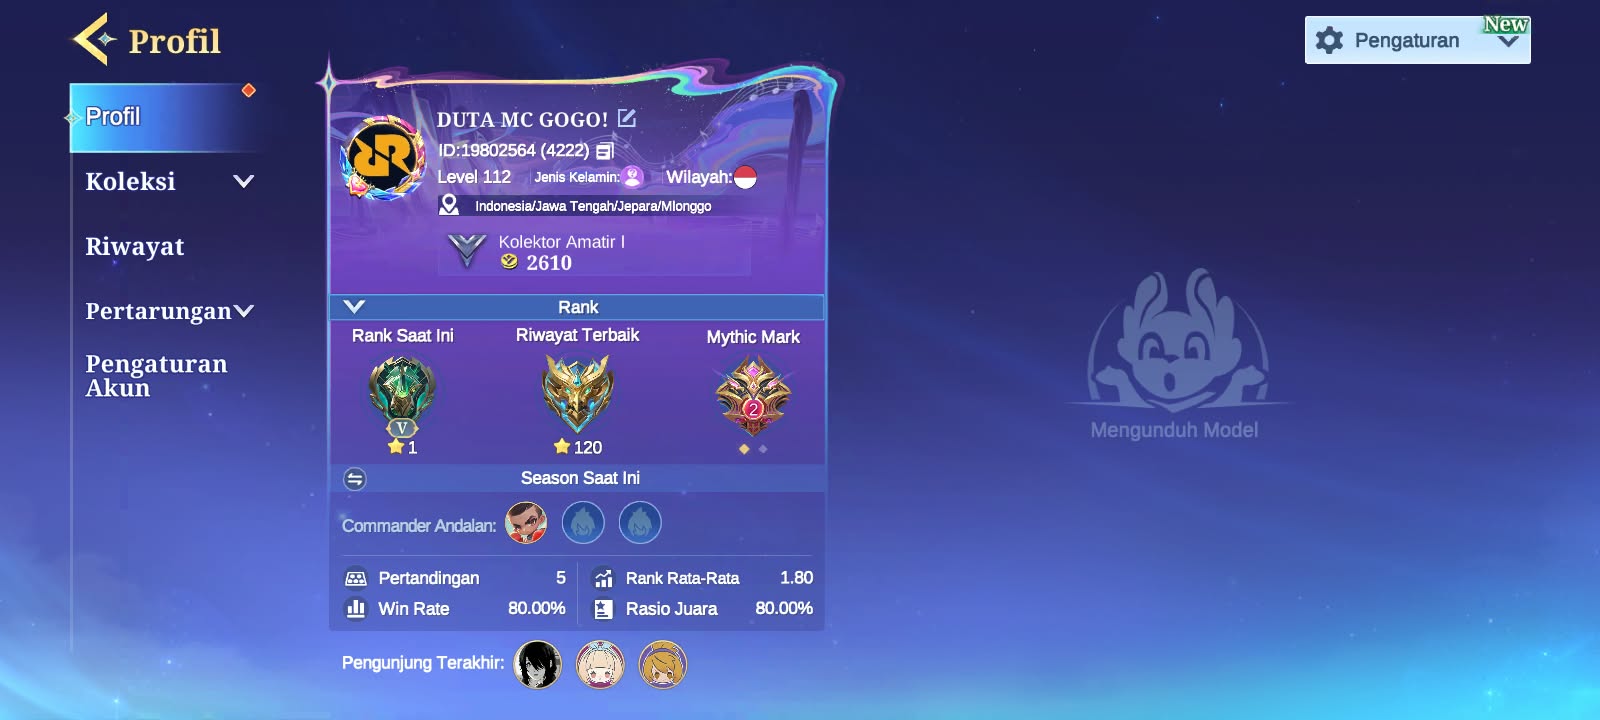 Profil
New
Pengaturan
Profil
Koleksi
Riwayat
Pertarungan
Pengaturan
Akun
DUTA MC GOGO!
ID:19802564 (4222)
Level 112
Jenis Kelamin:
Wilayah:
Indonesia/Jawa Tengah/Jepara/Mlonggo
Kolektor Amatir I
2610
Rank
Rank Saat Ini
Riwayat Terbaik
Mythic Mark
V
2
1
120
Season Saat Ini
Commander Andalan:
Pertandingan 5
Rank Rata-Rata 1.80
Win Rate 80.00%
Rasio Juara 80.00%
Pengunjung Terakhir:
Mengunduh Model